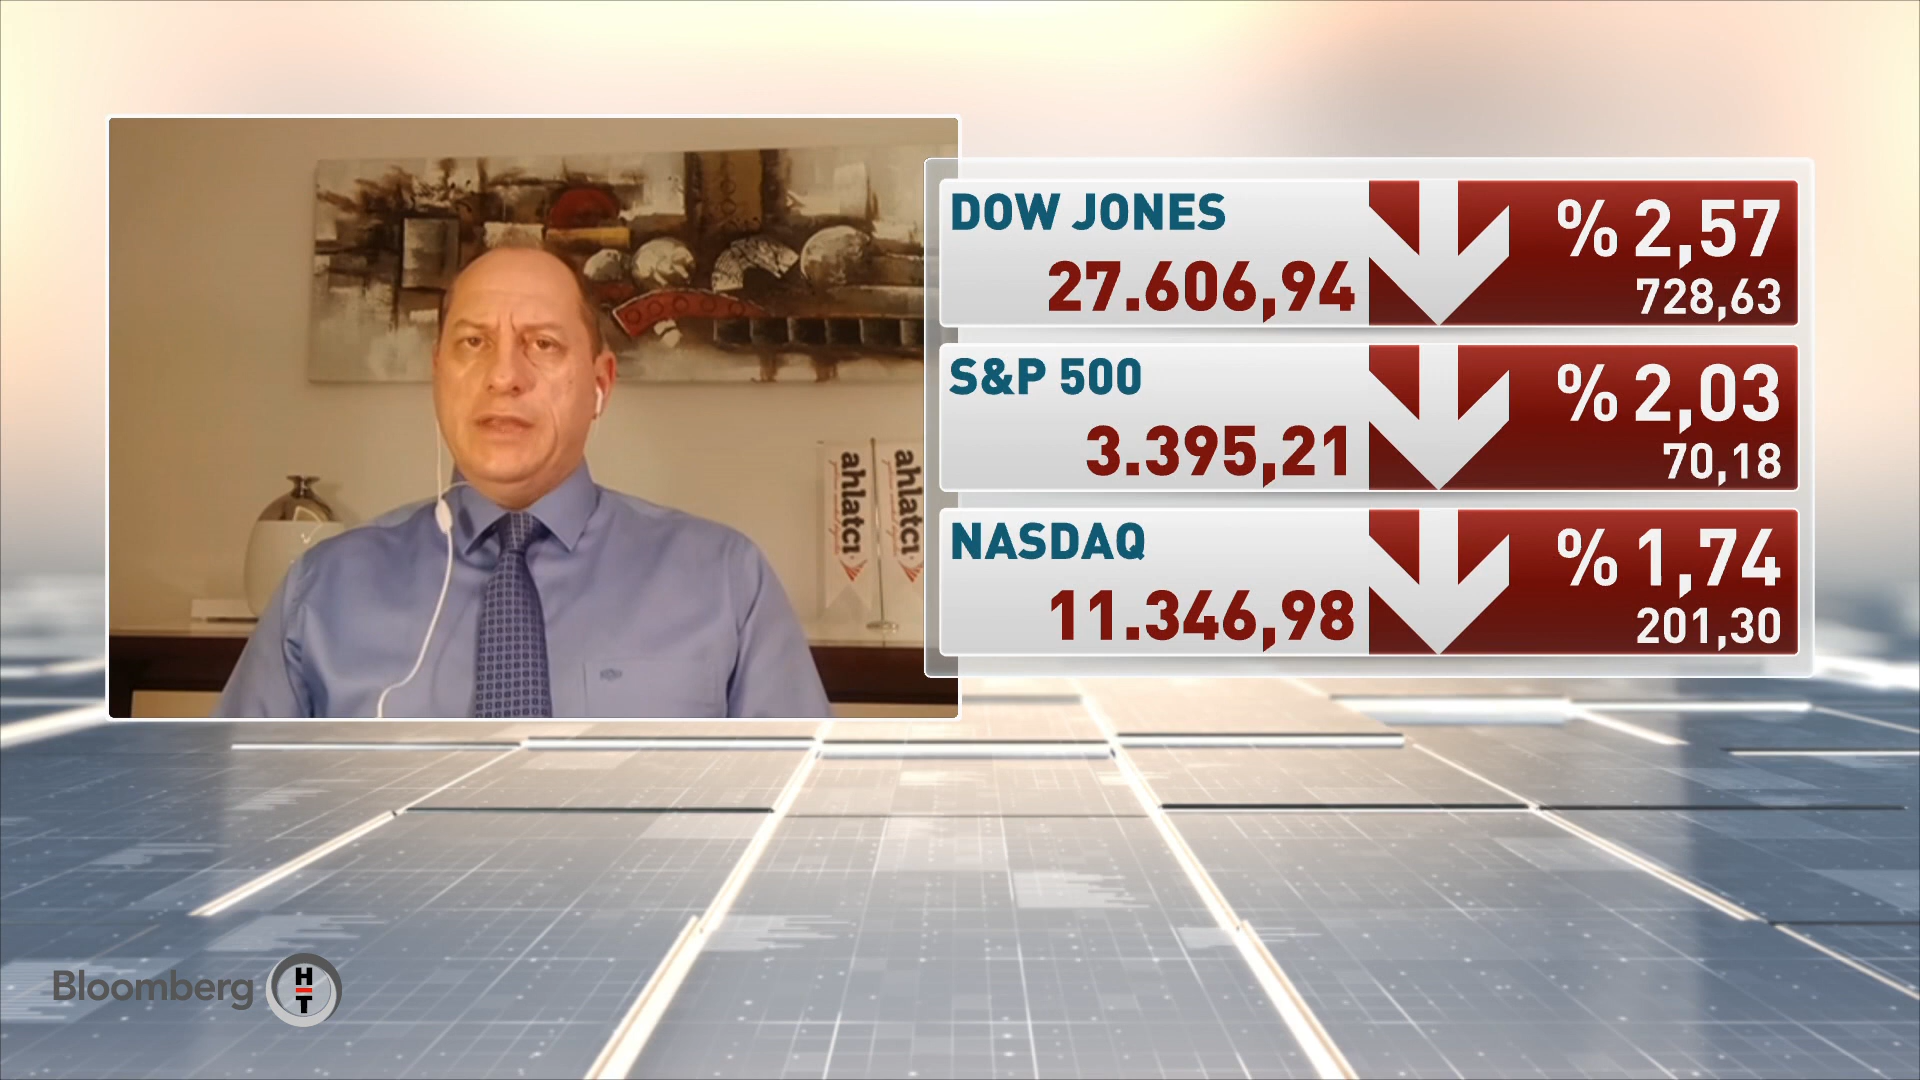 DOW JONES
27.606,94
% 2,57
728,63
S&P 500
3.395,21
% 2,03
70,18
NASDAQ
11.346,98
% 1,74
201,30
ahlatcı
ahlatcı
Bloomberg HT